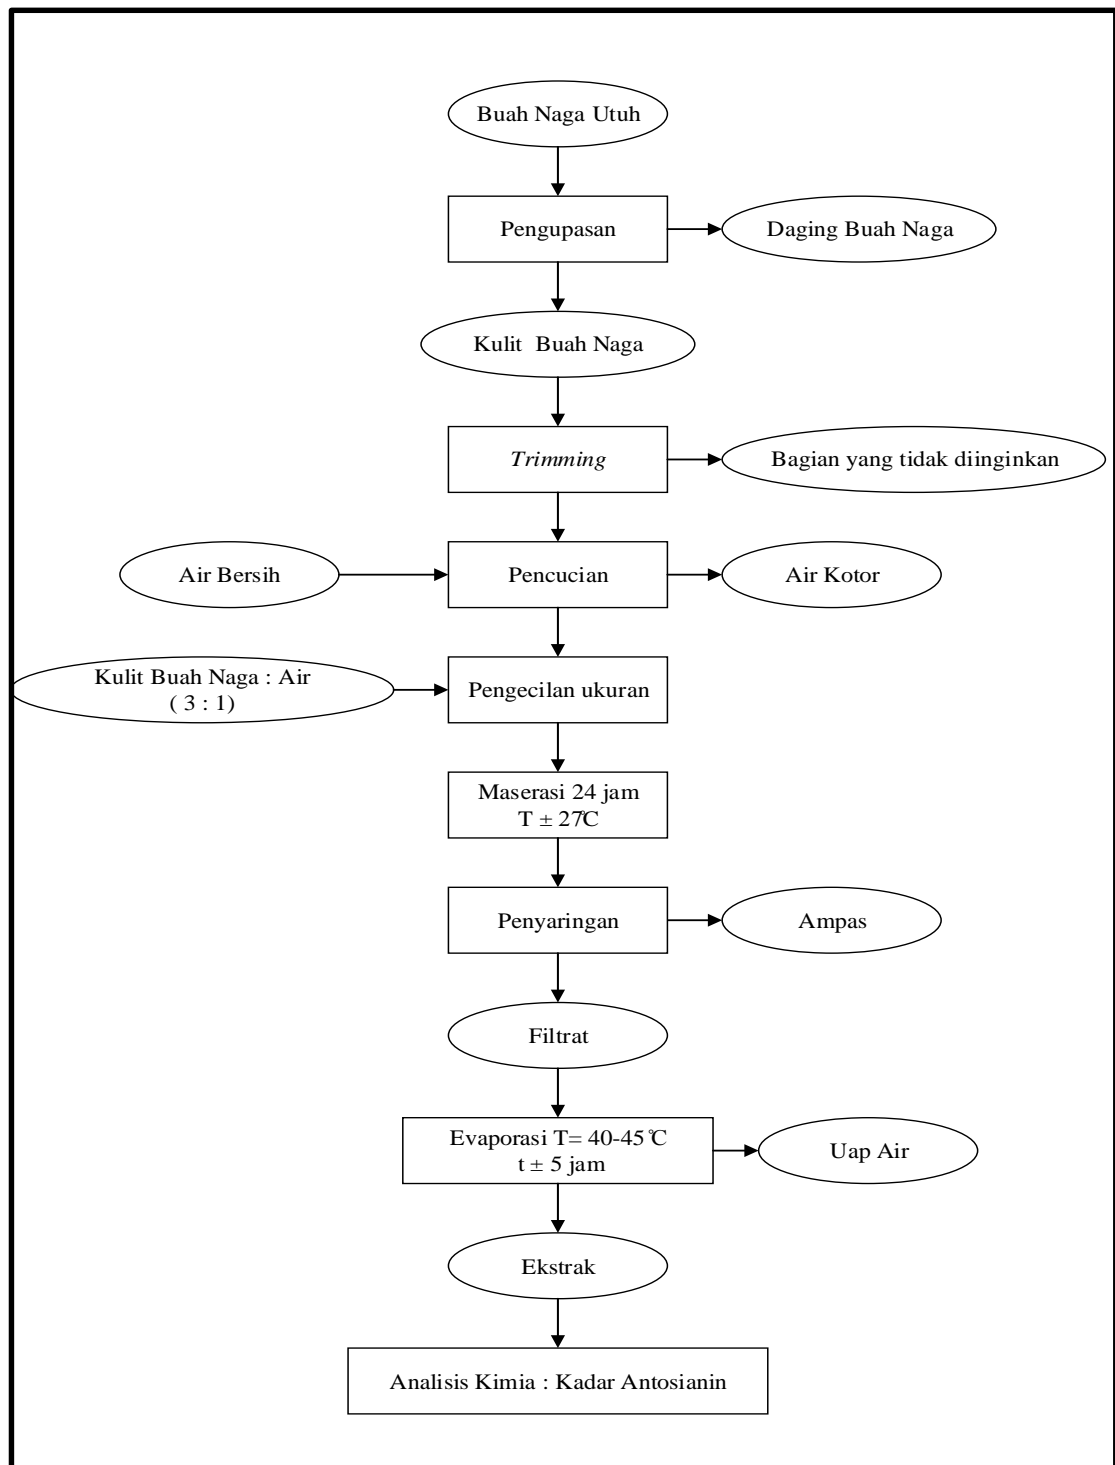 Buah Naga Utuh
Pengupasan
Daging Buah Naga
Kulit Buah Naga
Trimming
Bagian yang tidak diinginkan
Air Bersih
Pencucian
Air Kotor
Kulit Buah Naga : Air
( 3 : 1)
Pengecilan ukuran
Maserasi 24 jam
T ± 27℃
Penyaringan
Ampas
Filtrat
Evaporasi T= 40-45 ℃
t ± 5 jam
Uap Air
Ekstrak
Analisis Kimia : Kadar Antosianin